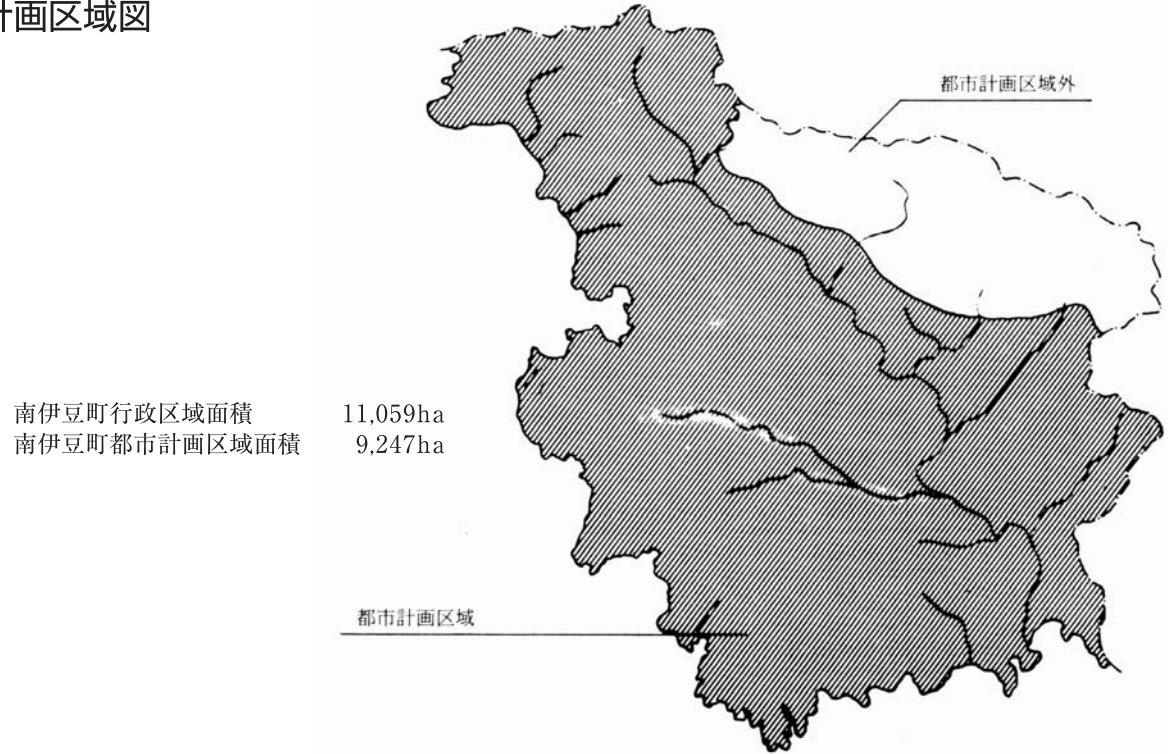 計画区域図
都市計画区域外
南伊豆町行政区域面積 11,059ha
南伊豆町都市計画区域面積 9,247ha
都市計画区域